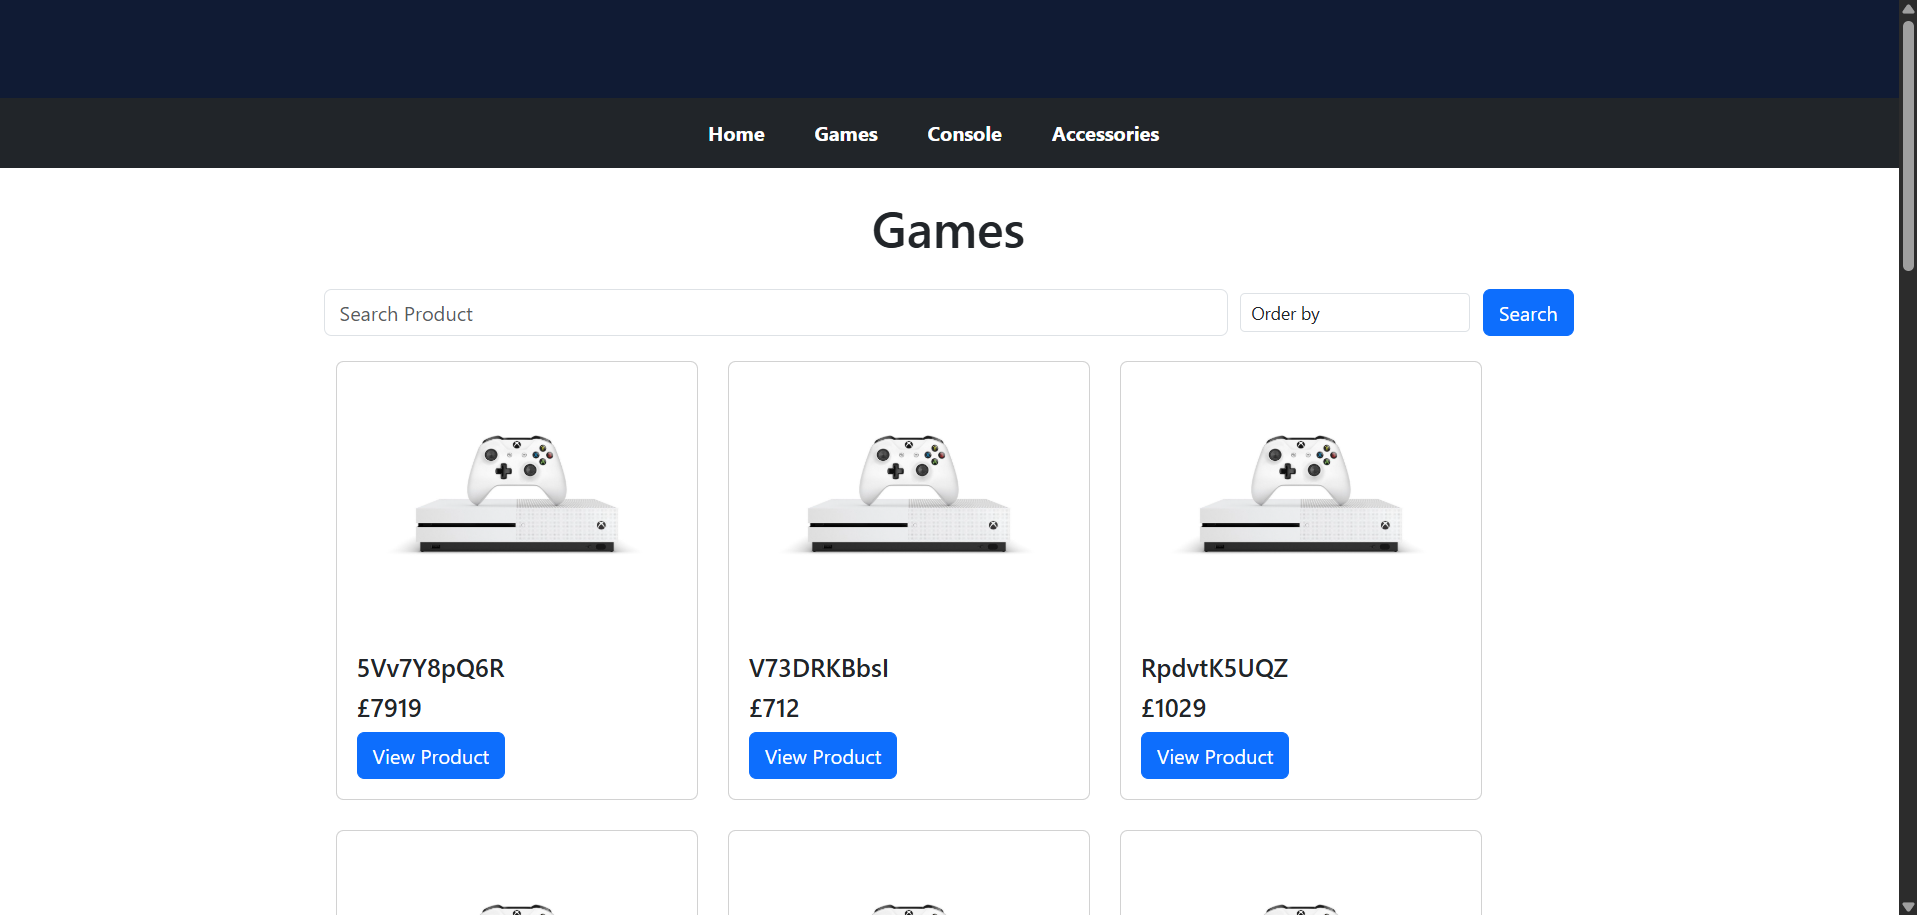 Home Games Console Accessories
Games
Search Product Order by Search
5Vv7Y8pQ6R V73DRKBbsI RpdvtK5UQZ
£7919 £712 £1029
View Product View Product View Product